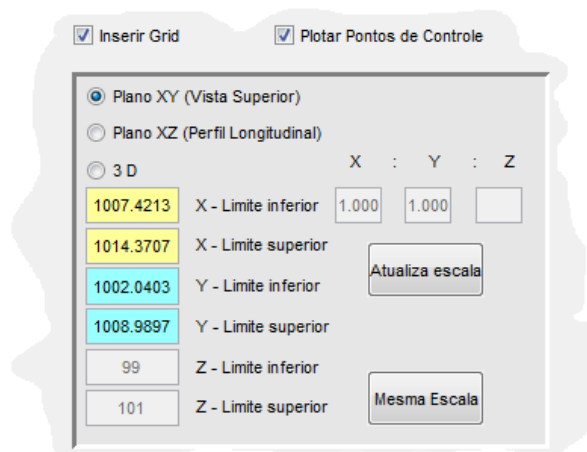 Inserir Grid Plotar Pontos de Controle
Plano XY (Vista Superior)
Plano XZ (Perfil Longitudinal)
3 D X : Y : Z
1007.4213 X - Limite inferior 1.000 1.000
1014.3707 X - Limite superior
Atualiza escala
1002.0403 Y - Limite inferior
1008.9897 Y - Limite superior
99 Z - Limite inferior
101 Z - Limite superior Mesma Escala